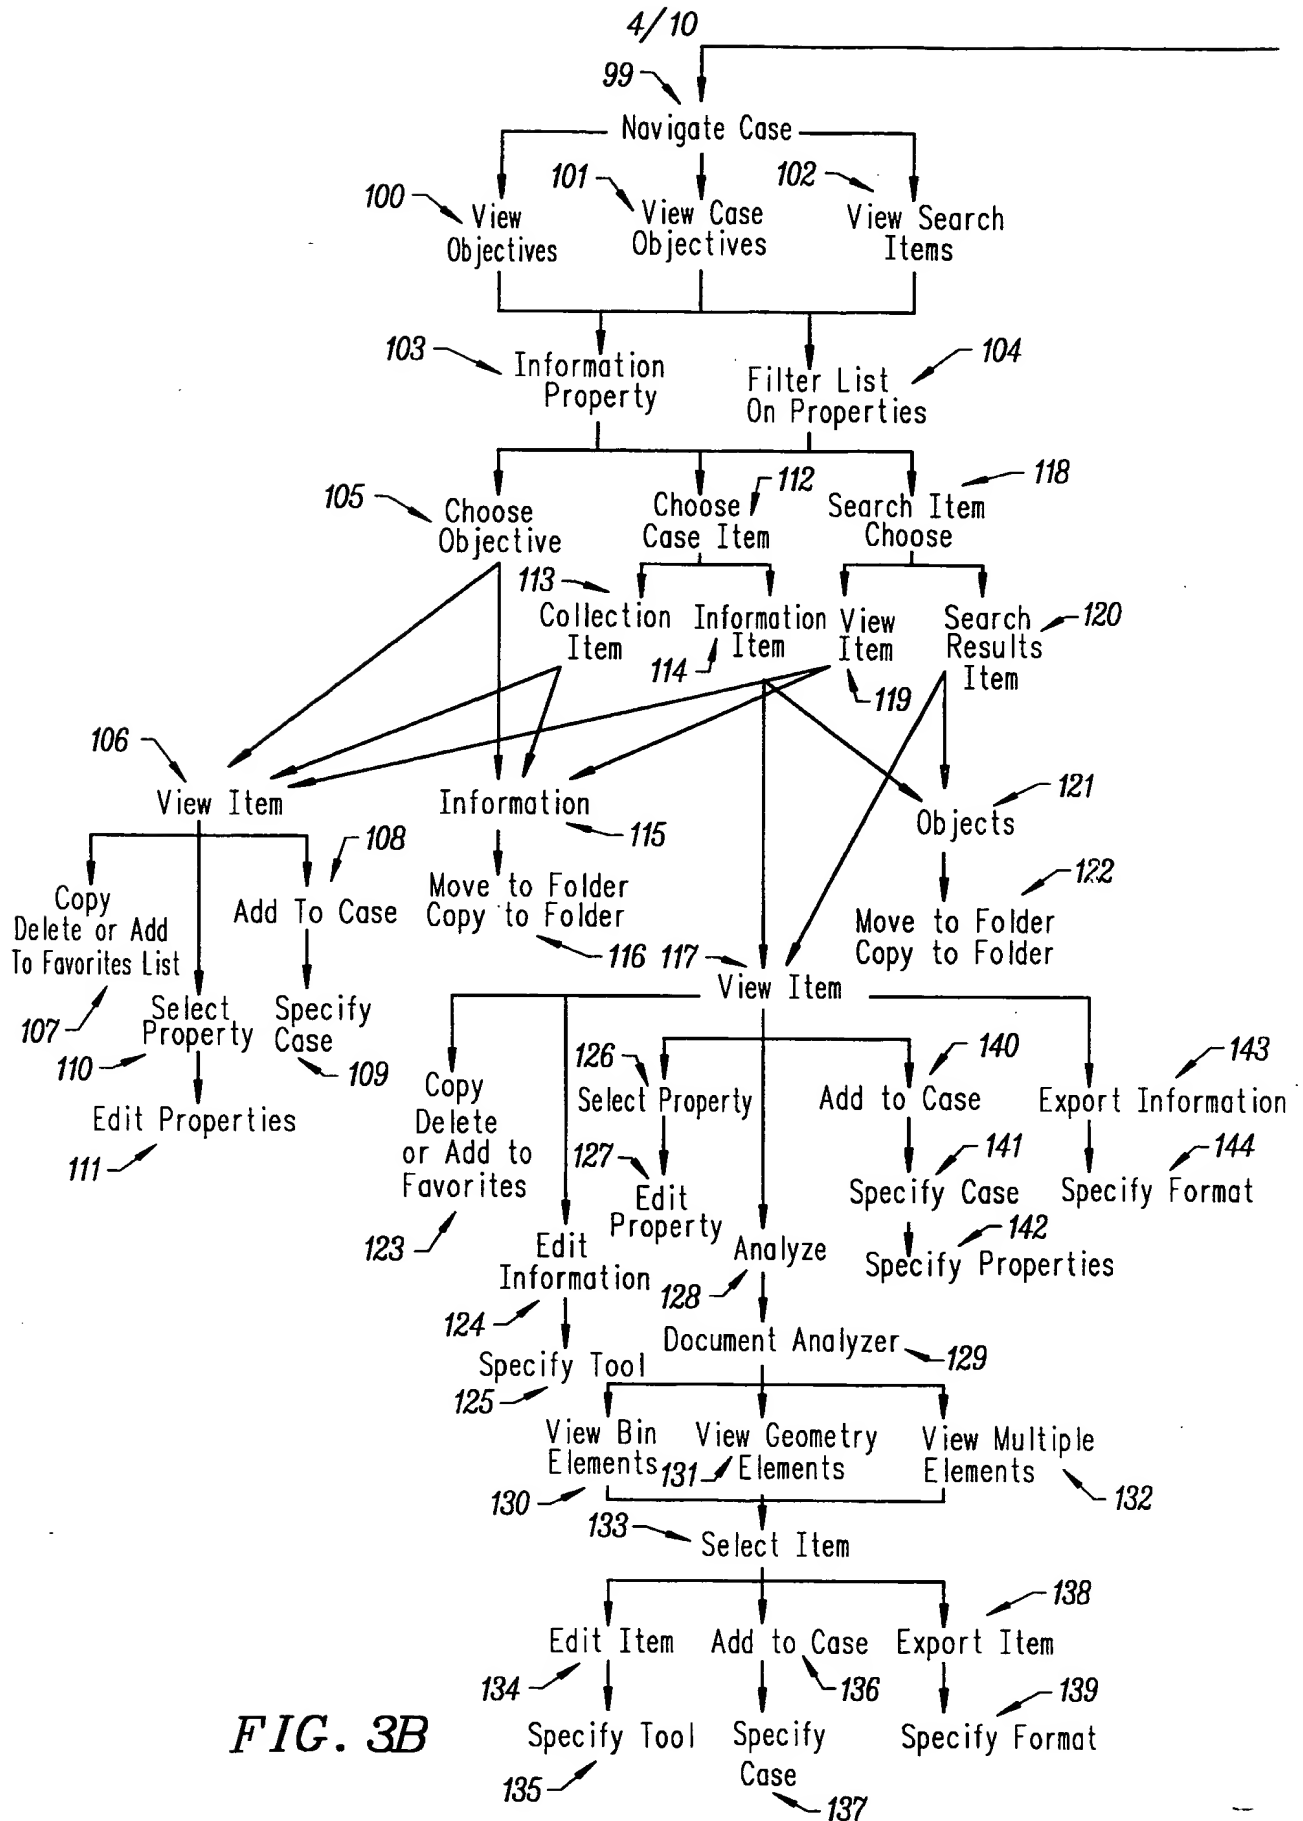 4/10
99
Navigate Case
100
View
Objectives
101
View Case
Objectives
102
View Search
Items
103
Information
Property
104
Filter List
On Properties
105
Choose
Objective
112
Choose
Case Item
118
Search Item
Choose
113
Collection
Item
Information
Item
114
View
Item
119
Search
Results
Item
120
106
View Item
Information
115
121
Objects
108
Copy
Delete or Add
To Favorites List
107
Add To Case
Move to Folder
Copy to Folder
116
122
Move to Folder
Copy to Folder
117
View Item
Select
Property
110
Specify
Case
109
Edit Properties
111
Copy
Delete
or Add to
Favorites
123
126
Select Property
127
Edit
Property
140
Add to Case
141
Specify Case
142
Specify Properties
143
Export Information
144
Specify Format
Edit
Information
124
Specify Tool
125
Analyze
128
Document Analyzer
129
View Bin
Elements
130
View Geometry
Elements
131
View Multiple
Elements
132
133
Select Item
Edit Item
134
Add to Case
136
138
Export Item
Specify Tool
135
Specify
Case
137
139
Specify Format
FIG. 3B